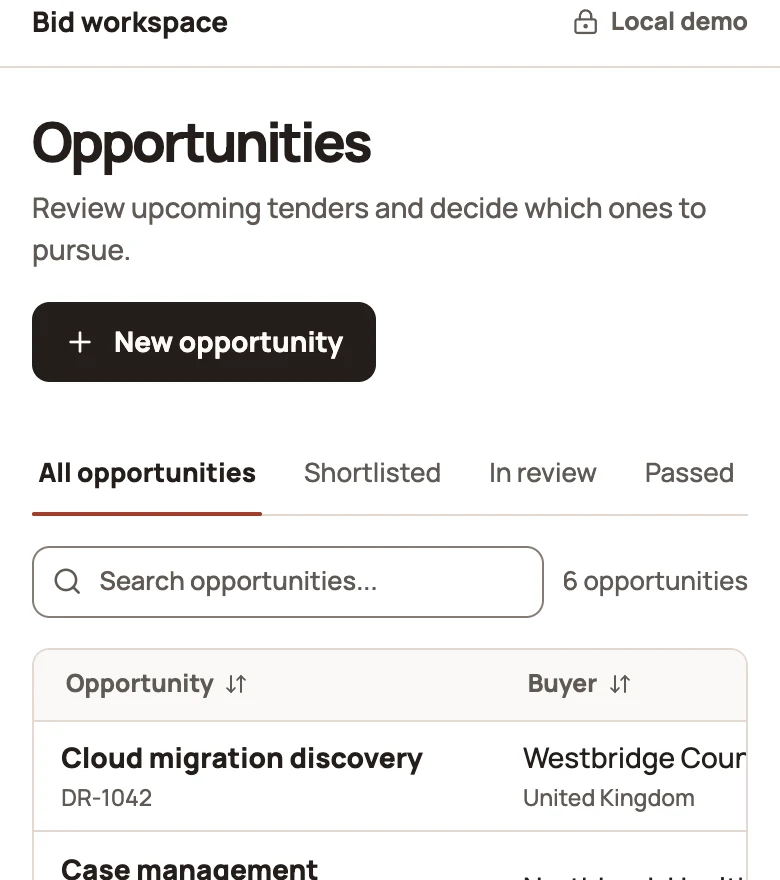 Bid workspace
Local demo
Opportunities
Review upcoming tenders and decide which ones to
pursue.
New opportunity
All opportunities Shortlisted In review Passed
Search opportunities...
6 opportunities
Opportunity Buyer
Cloud migration discovery
Westbridge Coun
DR-1042
United Kingdom
Case management